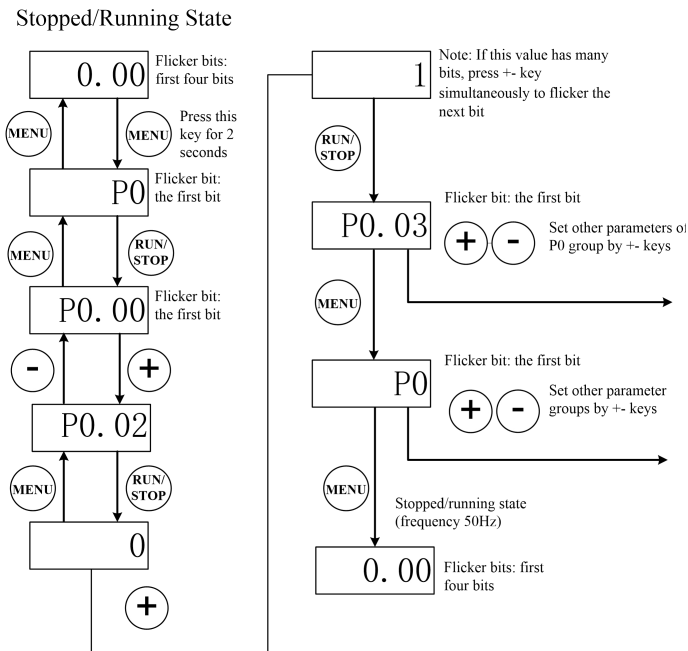 Stopped/Running State
0.00
Flicker bits:
first four bits
MENU
MENU
Press this
key for 2
seconds
P0
Flicker bit:
the first bit
MENU
RUN/
STOP
P0.00
Flicker bit:
the first bit
-
+
P0.02
MENU
RUN/
STOP
0
+
1
Note: If this value has many
bits, press +- key
simultaneously to flicker the
next bit
RUN/
STOP
Flicker bit: the first bit
P0.03
+
-
Set other parameters of
P0 group by +- keys
MENU
Flicker bit: the first bit
P0
+
-
Set other parameter
groups by +- keys
MENU
Stopped/running state
(frequency 50Hz)
0.00
Flicker bits: first
four bits